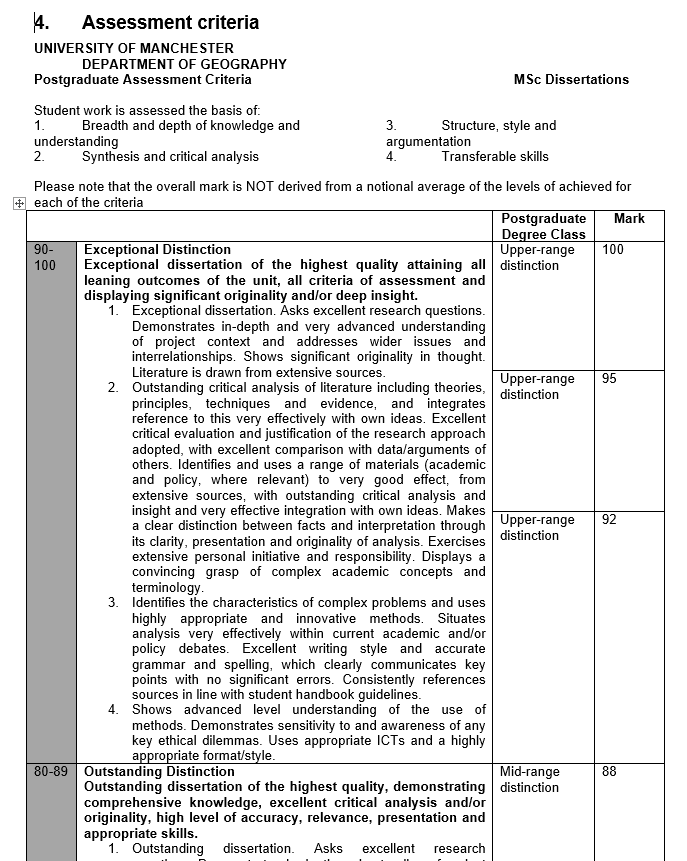 4. Assessment criteria
UNIVERSITY OF MANCHESTER
DEPARTMENT OF GEOGRAPHY
Postgraduate Assessment Criteria MSc Dissertations
Student work is assessed the basis of:
1. Breadth and depth of knowledge and
understanding
2. Synthesis and critical analysis
3. Structure, style and
argumentation
4. Transferable skills
Please note that the overall mark is NOT derived from a notional average of the levels of achieved for
each of the criteria
Postgraduate
Degree Class
Mark
90-
100
Exceptional Distinction
Exceptional dissertation of the highest quality attaining all
leaning outcomes of the unit, all criteria of assessment and
displaying significant originality and/or deep insight.
1. Exceptional dissertation. Asks excellent research questions.
Demonstrates in-depth and very advanced understanding
of project context and addresses wider issues and
interrelationships. Shows significant originality in thought.
Literature is drawn from extensive sources.
2. Outstanding critical analysis of literature including theories,
principles, techniques and evidence, and integrates
reference to this very effectively with own ideas. Excellent
critical evaluation and justification of the research approach
adopted, with excellent comparison with data/arguments of
others. Identifies and uses a range of materials (academic
and policy, where relevant) to very good effect, from
extensive sources, with outstanding critical analysis and
insight and very effective integration with own ideas. Makes
a clear distinction between facts and interpretation through
its clarity, presentation and originality of analysis. Exercises
extensive personal initiative and responsibility. Displays a
convincing grasp of complex academic concepts and
terminology.
3. Identifies the characteristics of complex problems and uses
highly appropriate and innovative methods. Situates
analysis very effectively within current academic and/or
policy debates. Excellent writing style and accurate
grammar and spelling, which clearly communicates key
points with no significant errors. Consistently references
sources in line with student handbook guidelines.
4. Shows advanced level understanding of the use of
methods. Demonstrates sensitivity to and awareness of any
key ethical dilemmas. Uses appropriate ICTs and a highly
appropriate format/style.
Upper-range
distinction
100
Upper-range
distinction
95
Upper-range
distinction
92
80-89
Outstanding Distinction
Outstanding dissertation of the highest quality, demonstrating
comprehensive knowledge, excellent critical analysis and/or
originality, high level of accuracy, relevance, presentation and
appropriate skills.
1. Outstanding dissertation. Asks excellent research
Mid-range
distinction
88